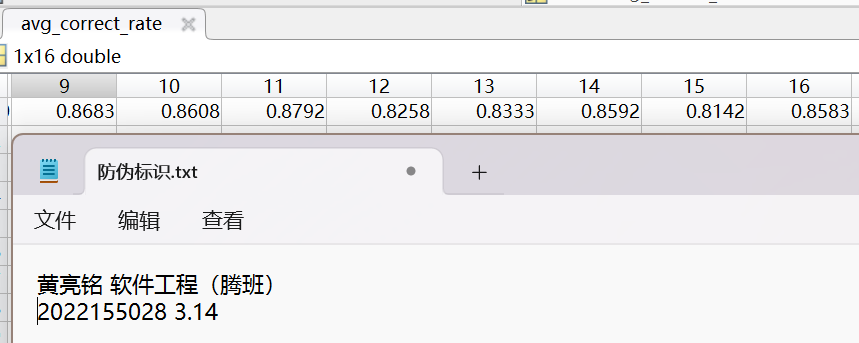 avg_correct_rate
1x16 double
9 10 11 12 13 14 15 16
0.8683 0.8608 0.8792 0.8258 0.8333 0.8592 0.8142 0.8583
防伪标识.txt
文件 编辑 查看
黄亮铭 软件工程（腾班）
2022155028 3.14